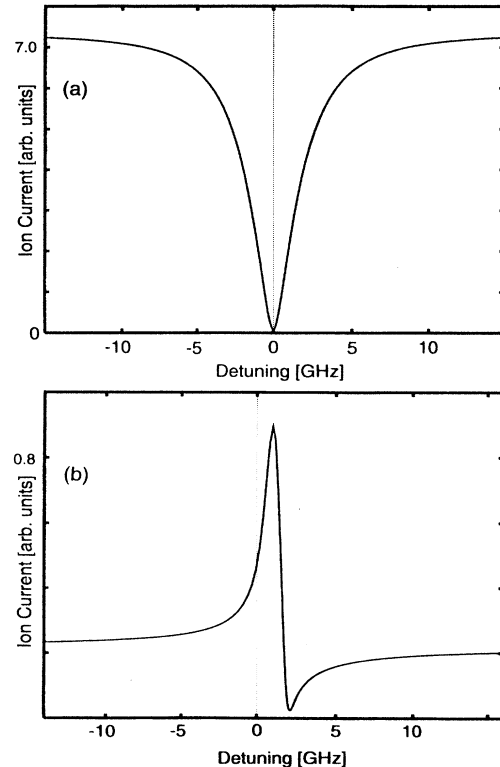 7.0
(a)
Ion Current [arb. units]
0
-10 -5 0 5 10
Detuning [GHz]
0.8
(b)
Ion Current [arb. units]
-10 -5 0 5 10
Detuning [GHz]